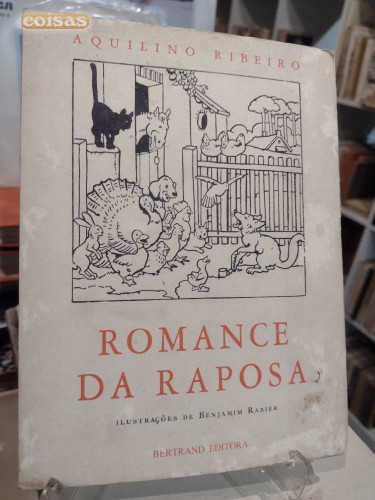 coisas
AQUILINO RIBEIRO
ROMANCE
DA RAPOSA
ILUSTRAÇÕES DE BENJAMIM RABIER
BERTRAND EDITORA